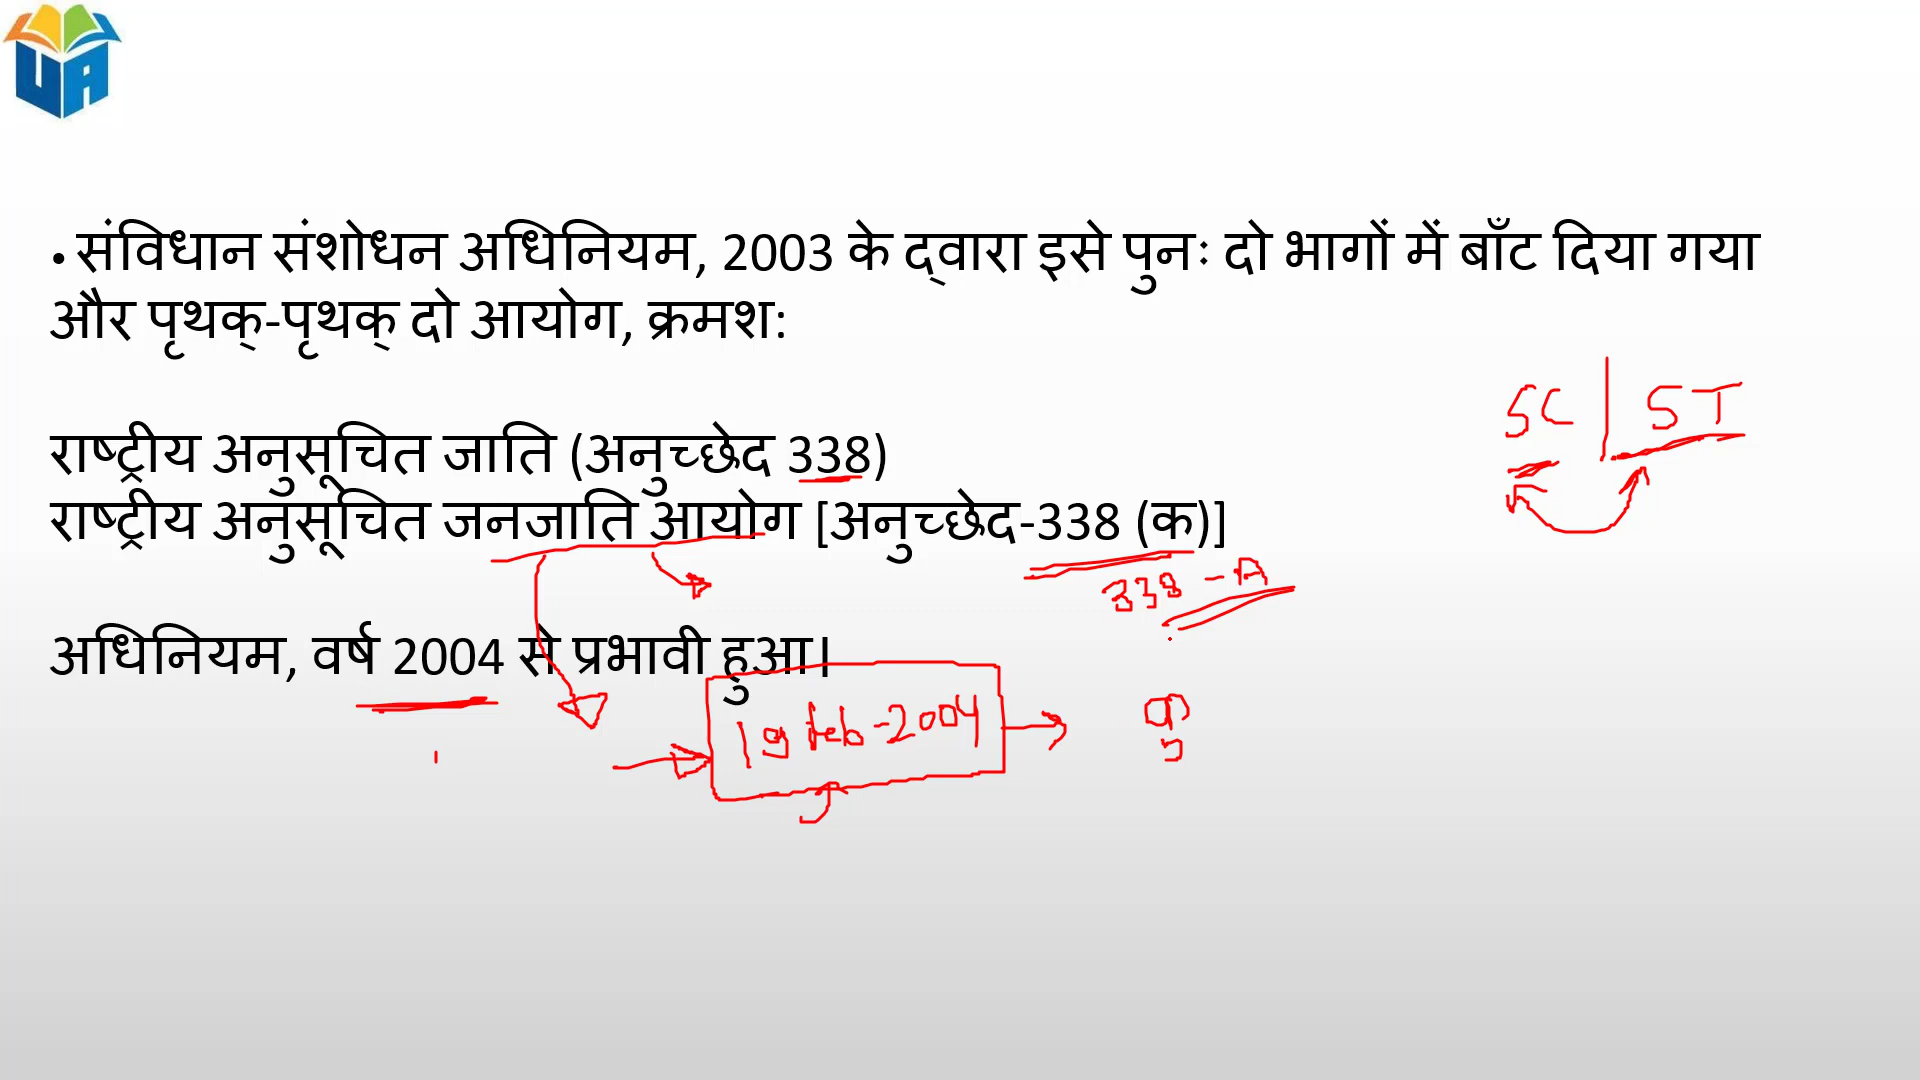 UA
• संविधान संशोधन अधिनियम, 2003 के द्वारा इसे पुनः दो भागों में बाँट दिया गया
और पृथक्-पृथक् दो आयोग, क्रमश:
SC | ST
राष्ट्रीय अनुसूचित जाति (अनुच्छेद 338)
राष्ट्रीय अनुसूचित जनजाति आयोग [अनुच्छेद-338 (क)]
338 - A
अधिनियम, वर्ष 2004 से प्रभावी हुआ।
19 feb-2004